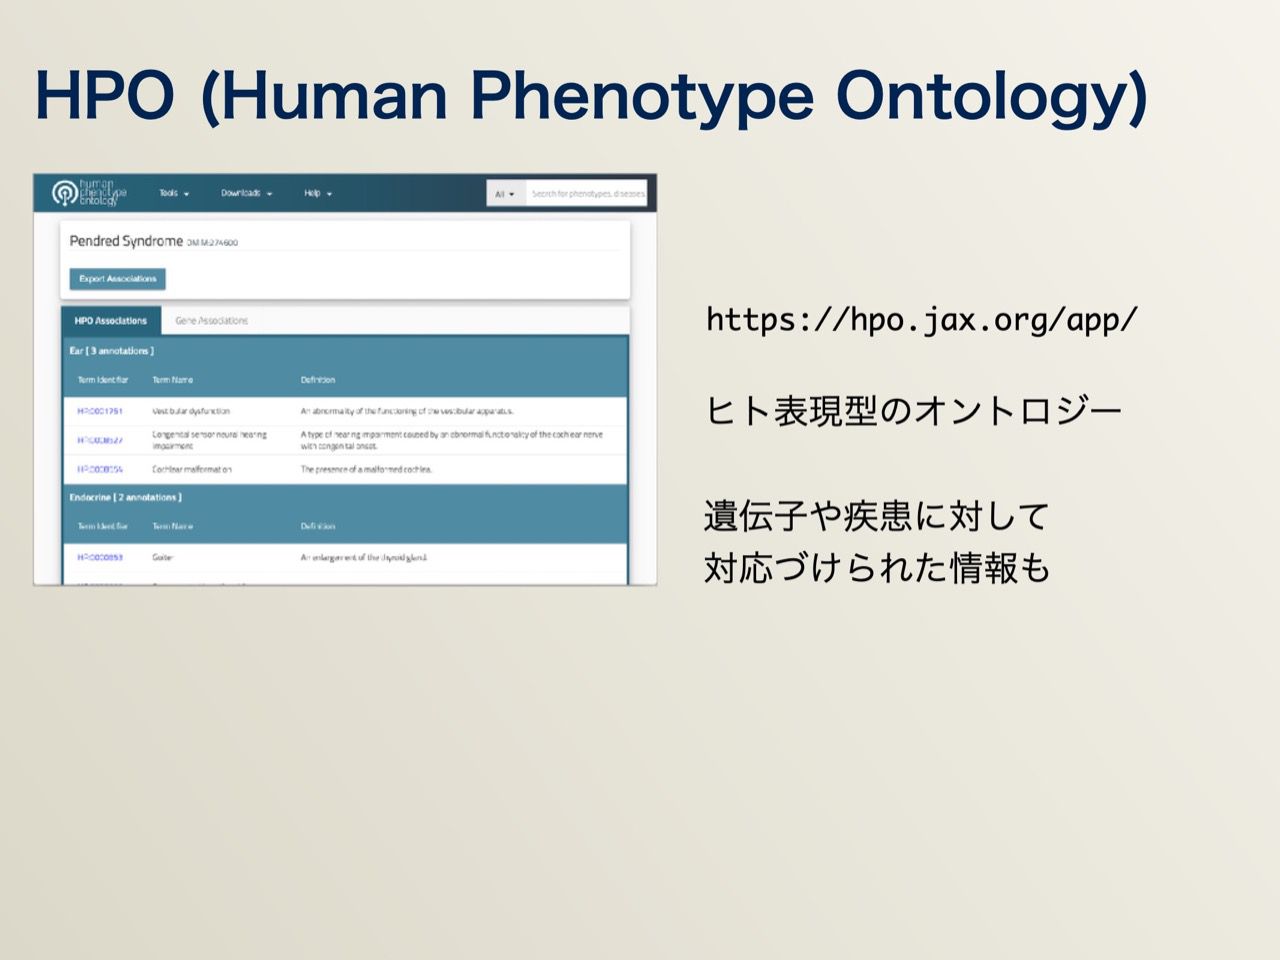 HPO (Human Phenotype Ontology)
human
phenotype
ontology
Tools
Downloads
Help
All
Search for phenotypes, diseases
Pendred Syndrome OMIM:274600
Export Associations
HPO Associations
Gene Associations
Ear [ 3 annotations ]
Term Identifier Term Name Definition
Vestibular dysfunction An abnormality of the functioning of the vestibular apparatus.
Congenital sensorineural hearing impairment A type of hearing impairment caused by an abnormal functionality of the cochlear nerve
with congenital onset.
Cochlear malformation The presence of a malformed cochlea.
Endocrine [ 2 annotations ]
Term Identifier Term Name Definition
HP:0000853 Goiter An enlargement of the thyroid gland.
https://hpo.jax.org/app/
ヒト表現型のオントロジー
遺伝子や疾患に対して
対応づけられた情報も